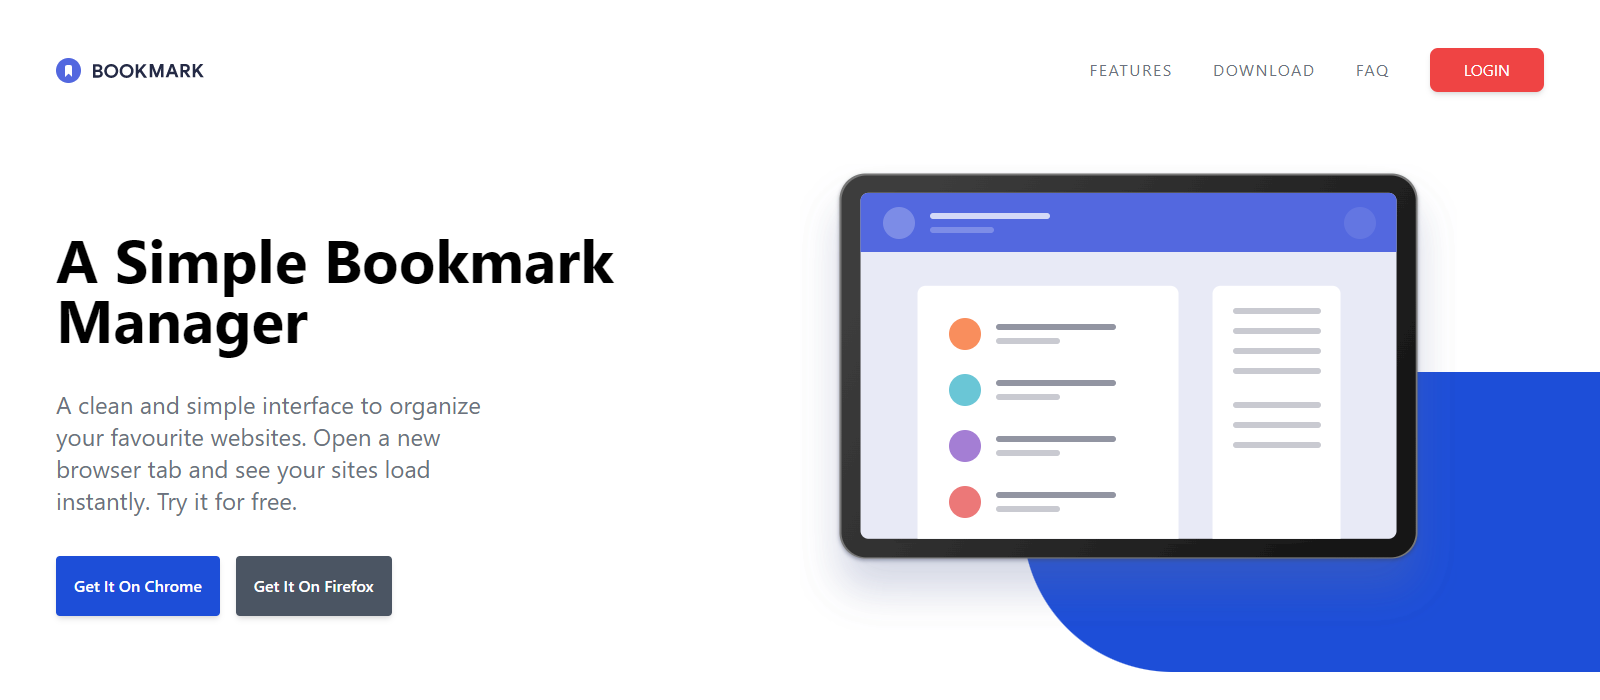 BOOKMARK
FEATURES DOWNLOAD FAQ LOGIN
A Simple Bookmark
Manager
A clean and simple interface to organize
your favourite websites. Open a new
browser tab and see your sites load
instantly. Try it for free.
Get It On Chrome Get It On Firefox